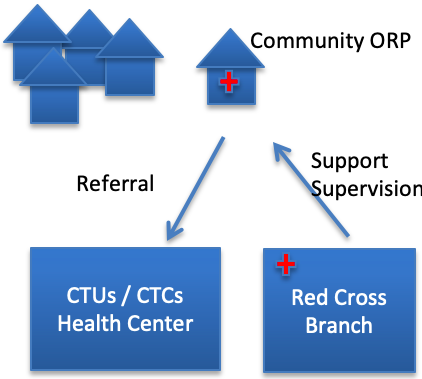 Community ORP
Referral
Support
Supervision
CTUs / CTCs
Health Center
Red Cross
Branch